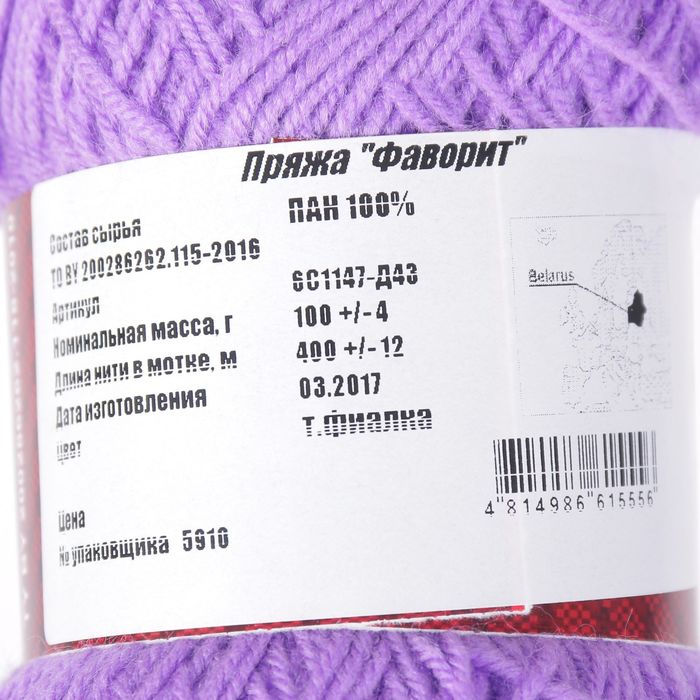 Пряжа "Фаворит"
Состав сырья ПАН 100%
ТО BY 200286262.115-2016
Артикул 6С1147-Д43
Номинальная масса, г 100 +/- 4
Длина нити в мотке, м 400 +/- 12
Дата изготовления 03.2017
Цвет т.фиалка
Цена
№ упаковщика 5910
Belarus
4 814986 615556